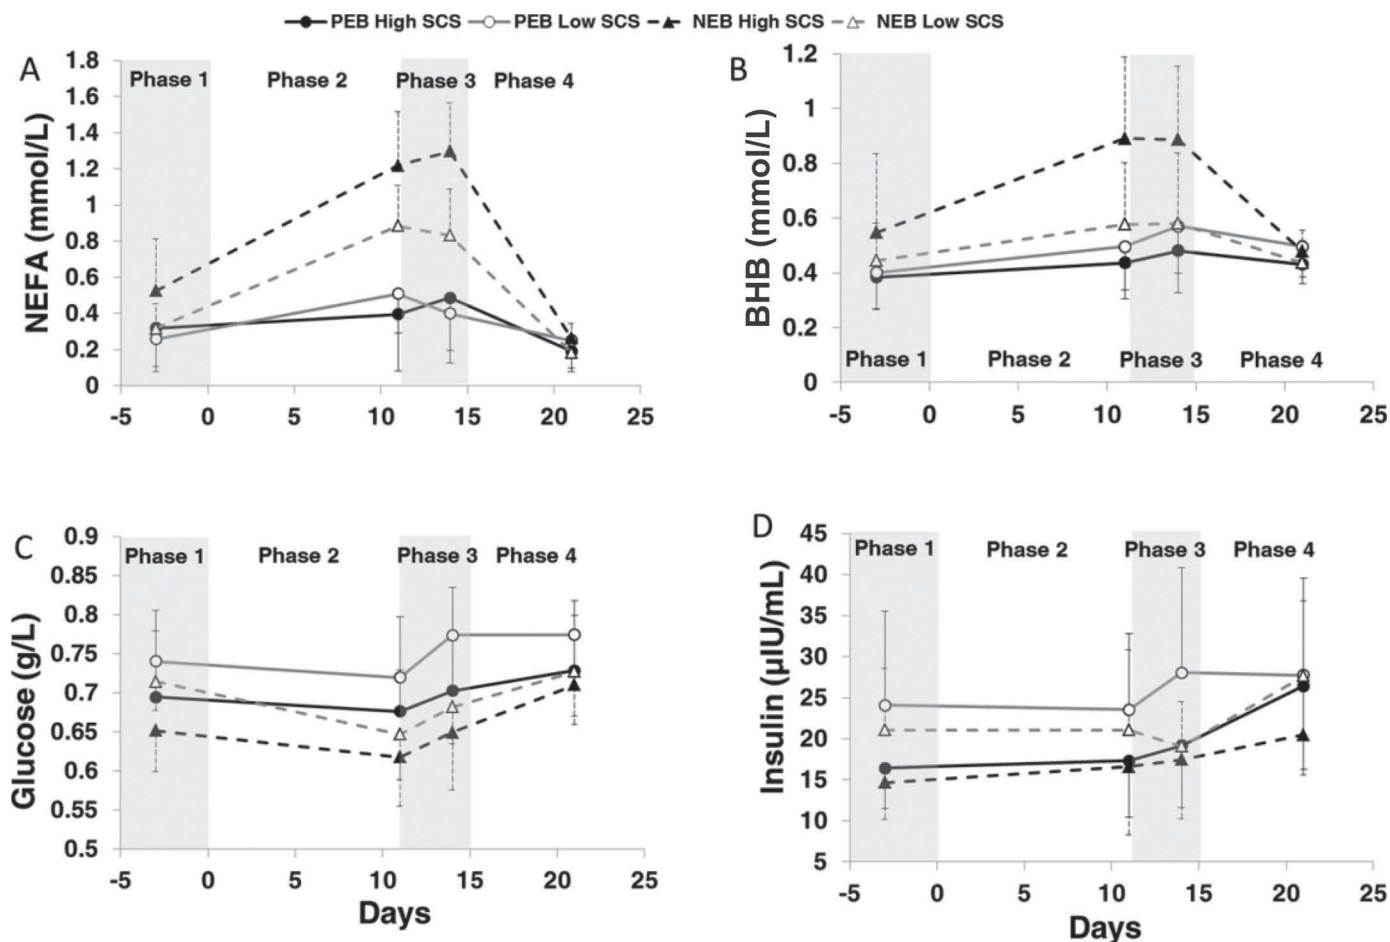 PEB High SCS PEB Low SCS NEB High SCS NEB Low SCS
A
NEFA (mmol/L)
1.8
1.6
1.4
1.2
1
0.8
0.6
0.4
0.2
0
Phase 1 Phase 2 Phase 3 Phase 4
-5 0 5 10 15 20 25
B
BHB (mmol/L)
1.2
1
0.8
0.6
0.4
0.2
0
Phase 1 Phase 2 Phase 3 Phase 4
-5 0 5 10 15 20 25
C
Glucose (g/L)
0.9
0.85
0.8
0.75
0.7
0.65
0.6
0.55
0.5
Phase 1 Phase 2 Phase 3 Phase 4
-5 0 5 10 15 20 25
Days
D
Insulin (µIU/mL)
45
40
35
30
25
20
15
10
5
Phase 1 Phase 2 Phase 3 Phase 4
-5 0 5 10 15 20 25
Days